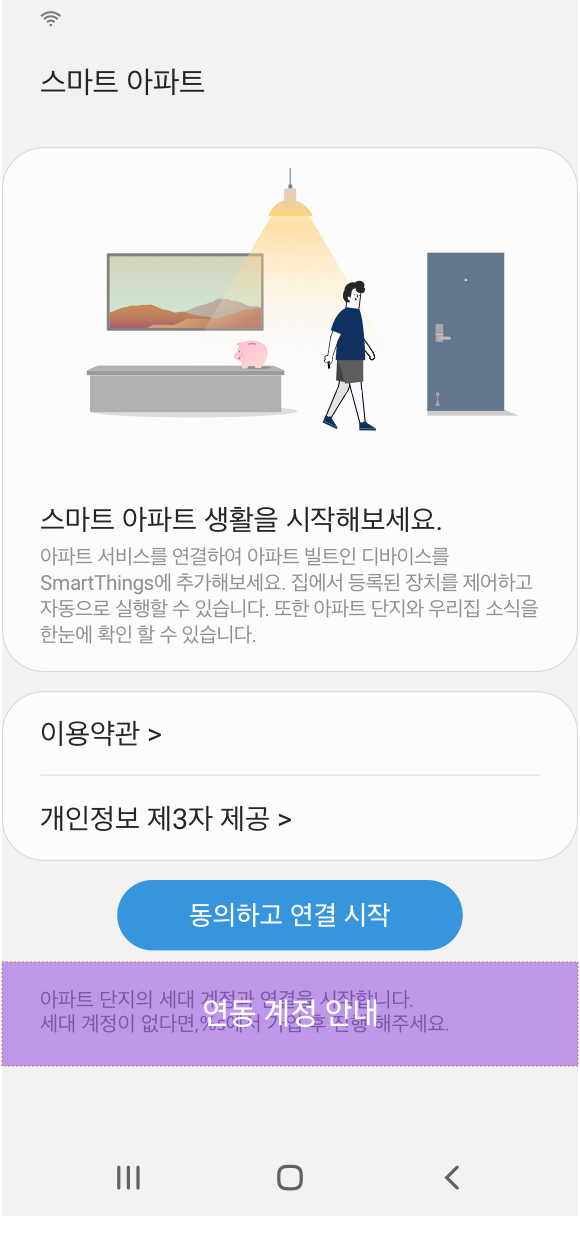 스마트 아파트
스마트 아파트 생활을 시작해보세요.
아파트 서비스를 연결하여 아파트 빌트인 디바이스를
SmartThings에 추가해보세요. 집에서 등록된 장치를 제어하고
자동으로 실행할 수 있습니다. 또한 아파트 단지와 우리집 소식을
한눈에 확인 할 수 있습니다.
이용약관 >
개인정보 제3자 제공 >
동의하고 연결 시작
아파트 단지의 세대 계정과 연결을 시작합니다.
연동 계정 안내
세대 계정이 없다면,%s에서 가입 후 진행 해주세요.